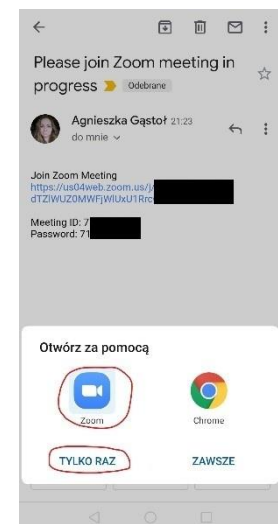 Please join Zoom meeting in
progress Odebrane
Agnieszka Gąstoł 21:23
do mnie
Join Zoom Meeting
https://us04web.zoom.us/j/
dTZIWUZ0MWFjWlUxU1Rrc
Meeting ID: 7
Password: 71
Otwórz za pomocą
Zoom
Chrome
TYLKO RAZ
ZAWSZE